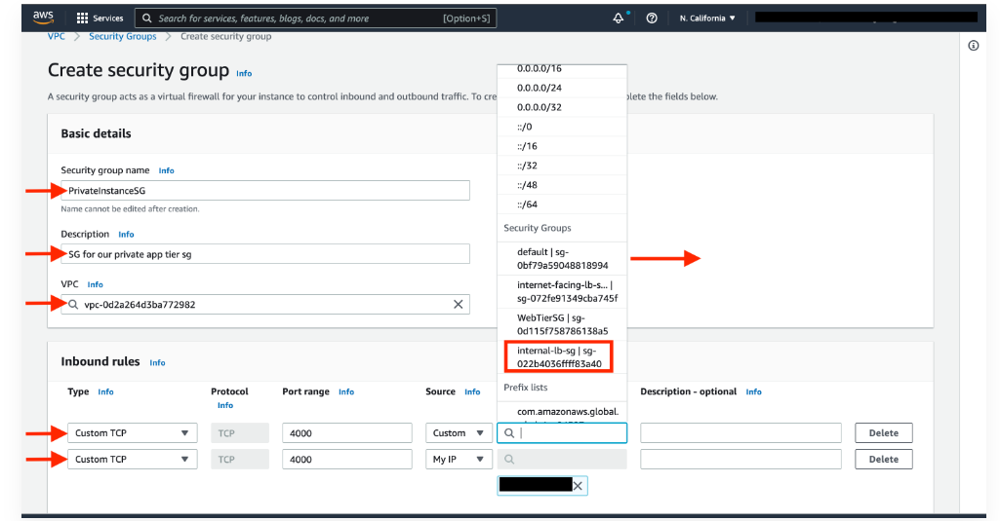 aws
Services
Search for services, features, blogs, docs, and more
[Option+S]
N. California ▼
VPC > Security Groups > Create security group
Create security group Info
A security group acts as a virtual firewall for your instance to control inbound and outbound traffic. To cre
plete the fields below.
Basic details
Security group name Info
PrivateInstanceSG
Name cannot be edited after creation.
Description Info
SG for our private app tier sg
VPC Info
vpc-0d2a264d3ba772982
0.0.0.0/16
0.0.0.0/24
0.0.0.0/32
::/0
::/16
::/32
::/48
::/64
Security Groups
default | sg-
0bf79a59048818994
internet-facing-lb-s... |
sg-072fe91349cba745f
WebTierSG | sg-
0d115f758786138a5
internal-lb-sg | sg-
022b4036ffff83a40
Prefix lists
com.amazonaws.global.
Inbound rules Info
Type Info
Protocol
Info
Port range Info
Source Info
Description - optional Info
Custom TCP
TCP
4000
Custom
Delete
Custom TCP
TCP
4000
My IP
Delete